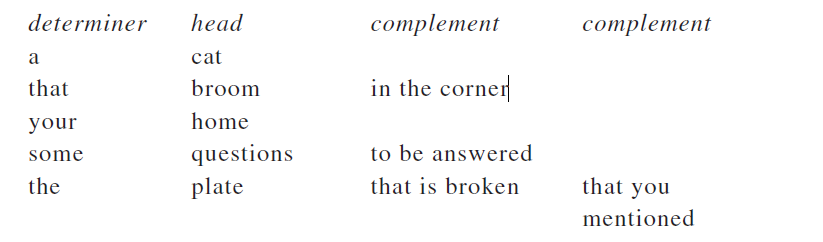 determiner head complement complement
a cat
that broom in the corner
your home
some questions to be answered
the plate that is broken that you
mentioned